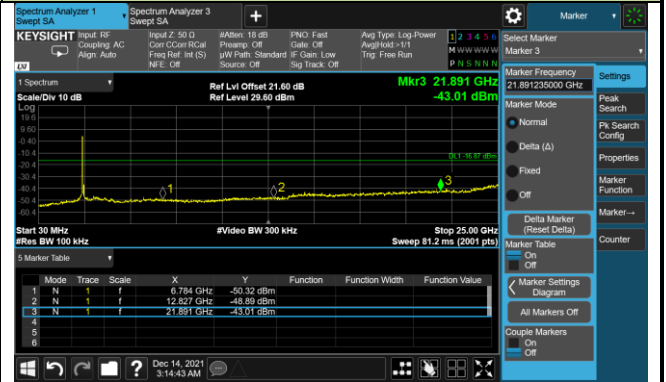 Spectrum Analyzer 1
Swept SA
Spectrum Analyzer 3
Swept SA
+
Marker
KEYSIGHT
LXI
Input: RF
Coupling: AC
Align: Auto
Input Z: 50 Ω
Corr CCorr RCal
Freq Ref: Int (S)
NFE: Off
#Atten: 18 dB
Preamp: Off
µW Path: Standard
Source: Off
PNO: Fast
Gate: Off
IF Gain: Low
Sig Track: Off
Avg Type: Log-Power
Avg|Hold:>1/1
Trig: Free Run
1 2 3 4 5 6
M W W W W W
P N S N N N
Select Marker
Marker 3
1 Spectrum
Scale/Div 10 dB
Ref Lvl Offset 21.60 dB
Ref Level 29.60 dBm
Mkr3 21.891 GHz
-43.01 dBm
Log
19.6
9.60
-0.40
-10.4
-20.4
-30.4
-40.4
-50.4
-60.4
DL1 -16.87 dBm
1
2
3
Start 30 MHz
#Res BW 100 kHz
#Video BW 300 kHz
Stop 25.00 GHz
Sweep 81.2 ms (2001 pts)
5 Marker Table
Mode Trace Scale X Y Function Function Width Function Value
1 N 1 f 6.784 GHz -50.32 dBm
2 N 1 f 12.827 GHz -48.89 dBm
3 N 1 f 21.891 GHz -43.01 dBm
4
5
6
Marker Frequency
21.891235000 GHz
Marker Mode
Normal
Delta (Δ)
Fixed
Off
Delta Marker
(Reset Delta)
Marker Table
On
Off
Marker Settings
Diagram
All Markers Off
Couple Markers
On
Off
Settings
Peak
Search
Pk Search
Config
Properties
Marker
Function
Marker→
Counter
?
Dec 14, 2021
3:14:43 AM